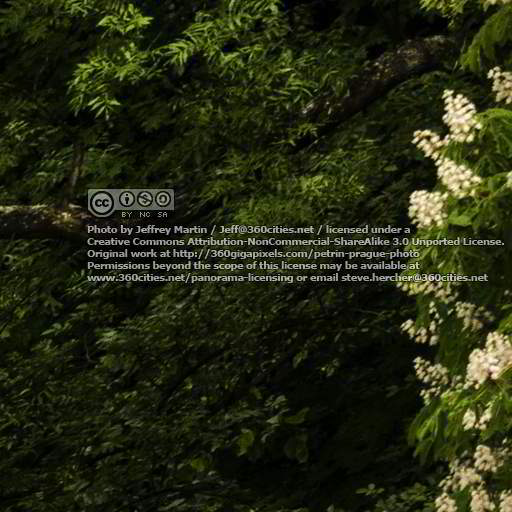 cc
BY NC SA
Photo by Jeffrey Martin / Jeff@360cities.net / licensed under a
Creative Commons Attribution-NonCommercial-ShareAlike 3.0 Unported License.
Original work at http://360gigapixels.com/petrin-prague-photo
Permissions beyond the scope of this license may be available at
www.360cities.net/panorama-licensing or email steve.hercher@360cities.net